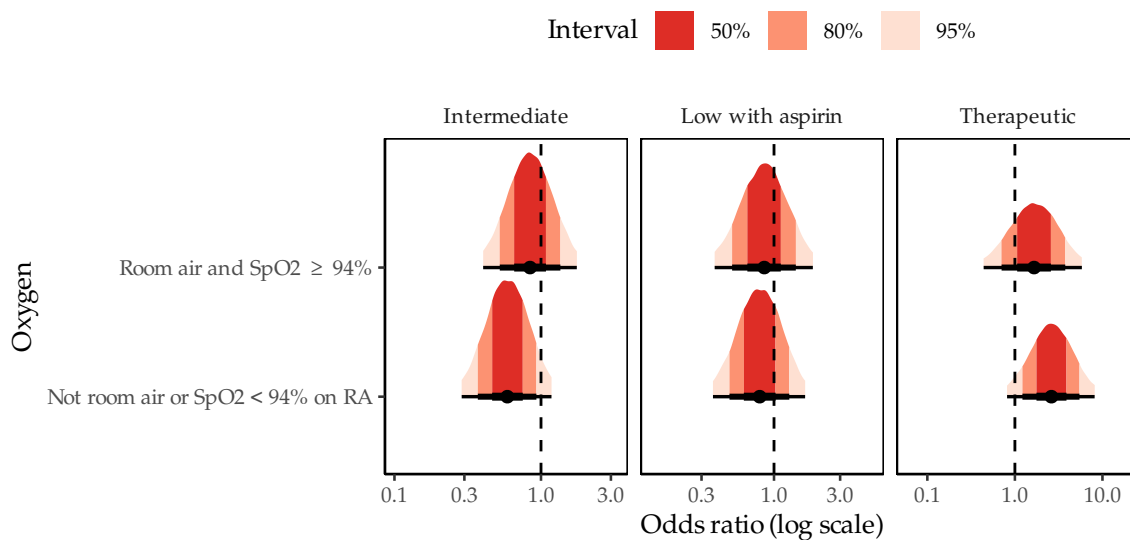 Interval 50% 80% 95%
Intermediate Low with aspirin Therapeutic
Oxygen
Room air and SpO2 ≥ 94%
Not room air or SpO2 < 94% on RA
0.1 0.3 1.0 3.0 0.3 1.0 3.0 0.1 1.0 10.0
Odds ratio (log scale)